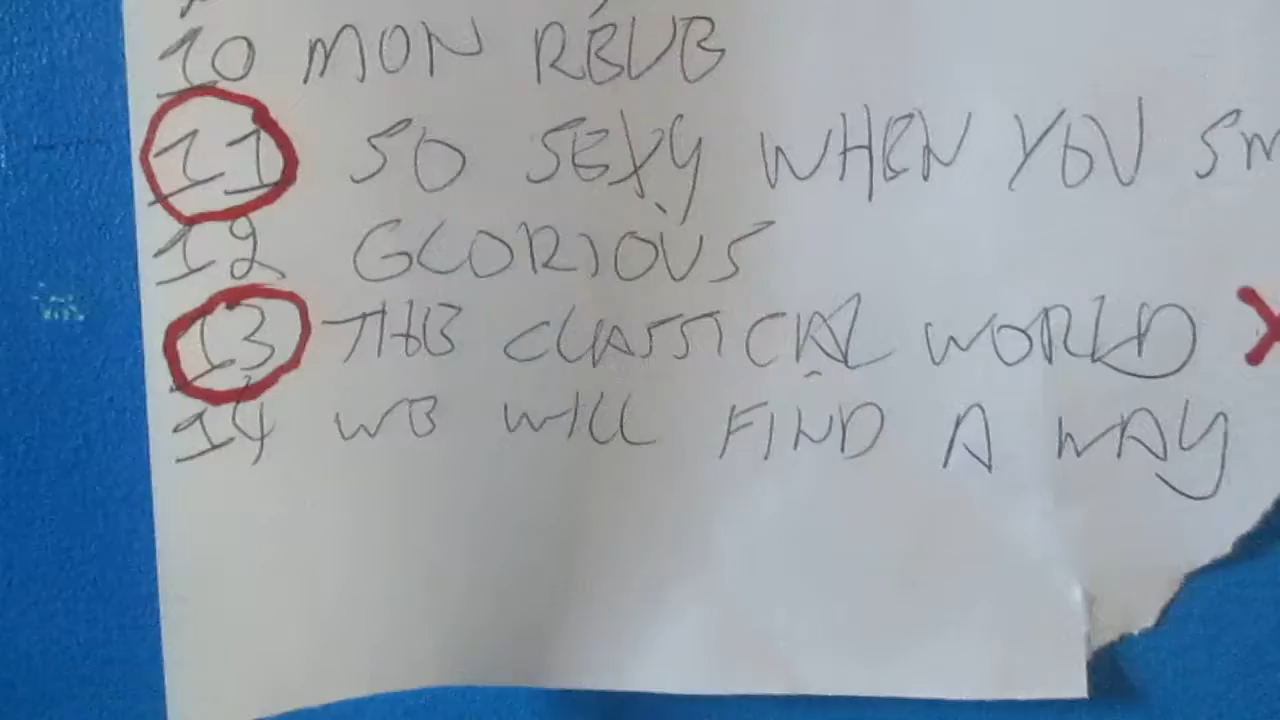 10 MON RÉVE
11 SO SEXY WHEN YOU SM
12 GLORIOUS
13 THE CLASSICAL WORLD X
14 WE WILL FIND A WAY